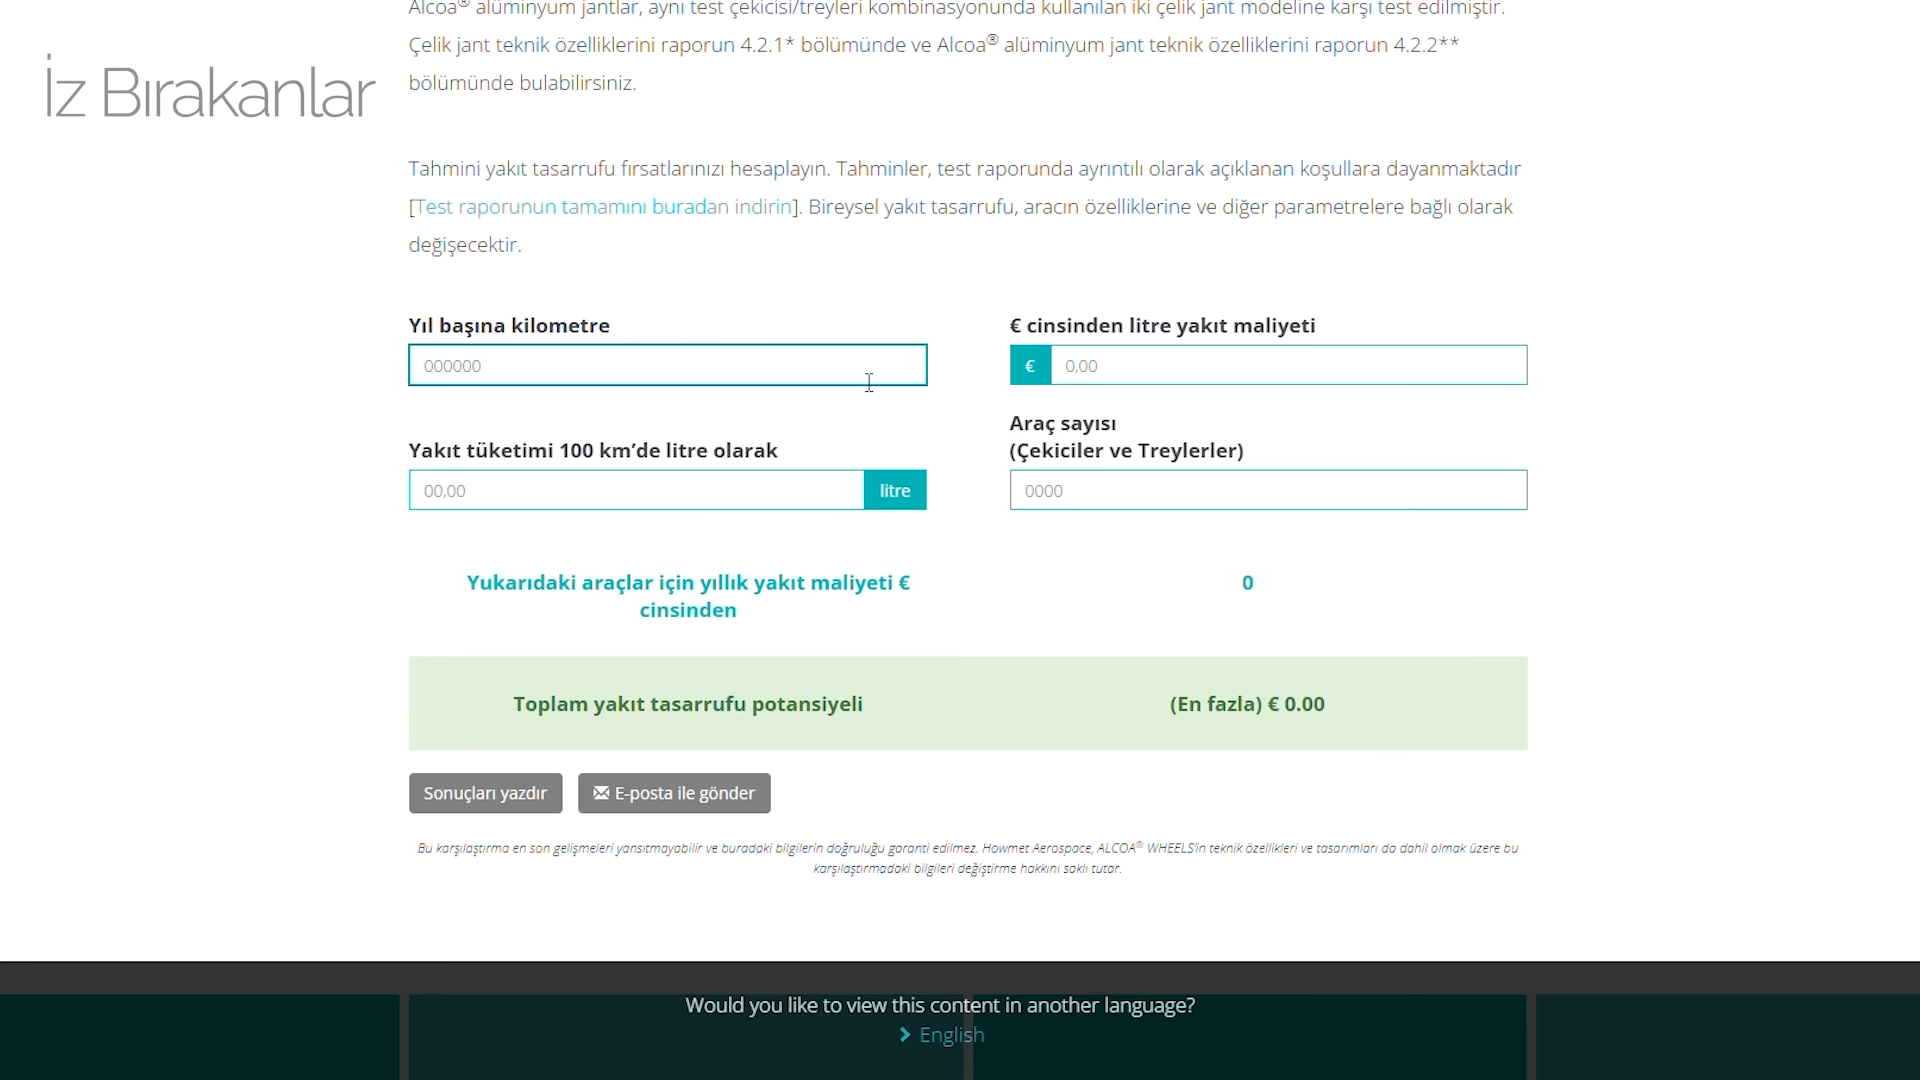 İz Bırakanlar
Alcoa® alüminyum jantlar, aynı test çekicisi/treyleri kombinasyonunda kullanılan iki çelik jant modeline karşı test edilmiştir.
Çelik jant teknik özelliklerini raporun 4.2.1* bölümünde ve Alcoa® alüminyum jant teknik özelliklerini raporun 4.2.2**
bölümünde bulabilirsiniz.
Tahmini yakıt tasarrufu fırsatlarınızı hesaplayın. Tahminler, test raporunda ayrıntılı olarak açıklanan koşullara dayanmaktadır
[Test raporunun tamamını buradan indirin]. Bireysel yakıt tasarrufu, aracın özelliklerine ve diğer parametrelere bağlı olarak
değişecektir.
Yıl başına kilometre
000000
€ cinsinden litre yakıt maliyeti
€ 0,00
Yakıt tüketimi 100 km’de litre olarak
00,00 litre
Araç sayısı
(Çekiciler ve Treylerler)
0000
Yukarıdaki araçlar için yıllık yakıt maliyeti €
cinsinden
0
Toplam yakıt tasarrufu potansiyeli
(En fazla) € 0.00
Sonuçları yazdır
E-posta ile gönder
Bu karşılaştırma en son gelişmeleri yansıtmayabilir ve buradaki bilgilerin doğruluğu garanti edilmez. Howmet Aerospace, ALCOA® WHEELS'in teknik özellikleri ve tasarımları da dahil olmak üzere bu
karşılaştırmadaki bilgileri değiştirme hakkını saklı tutar.
Would you like to view this content in another language?
English